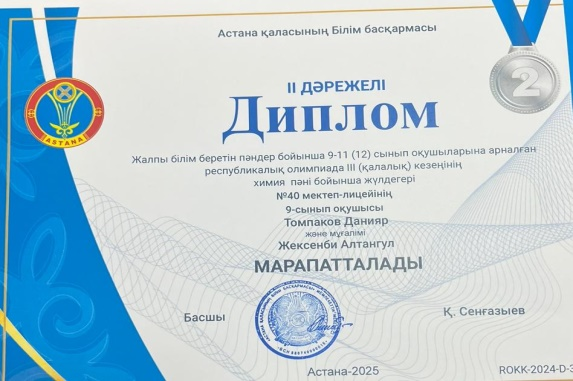 Астана қаласының Білім басқармасы
2
II ДӘРЕЖЕЛІ
Диплом
ASTANA
Жалпы білім беретін пәндер бойынша 9-11 (12) сынып оқушыларына арналған
республикалық олимпиада III (қалалық) кезеңінің
химия пәні бойынша жүлдегері
№40 мектеп-лицейінің
9-сынып оқушысы
Томпаков Данияр
және мұғалімі
Жексенби Алтангул
МАРАПАТТАЛАДЫ
Басшы
Қ. Сенғазыев
Астана-2025
ROKK-2024-D-3